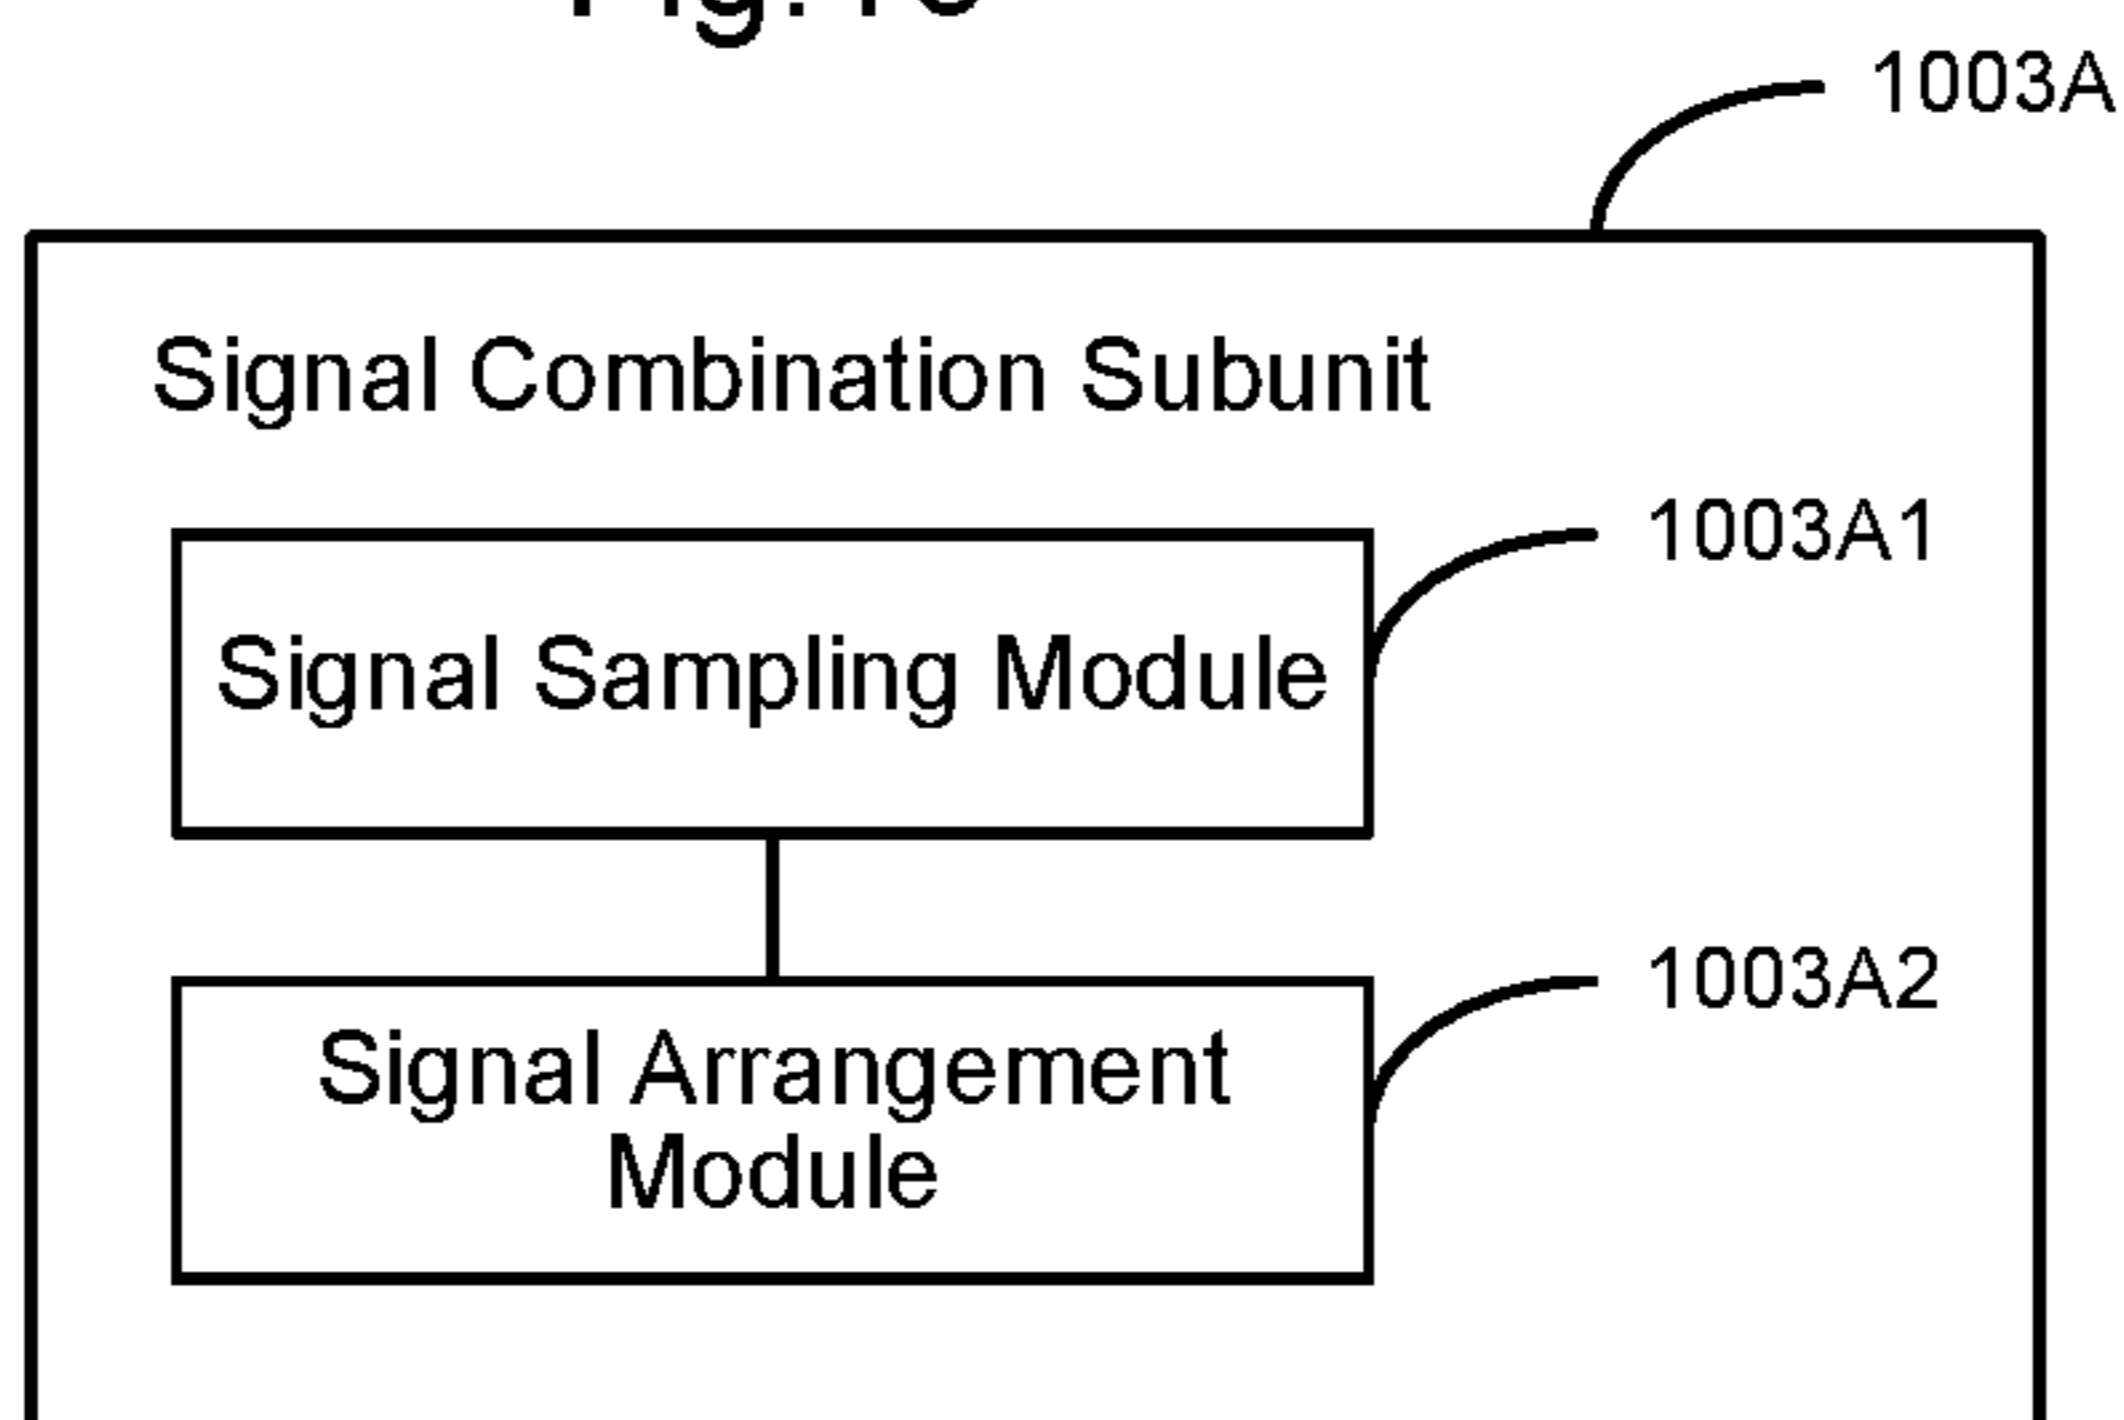 1003A
Signal Combination Subunit
1003A1
Signal Sampling Module
1003A2
Signal Arrangement
Module